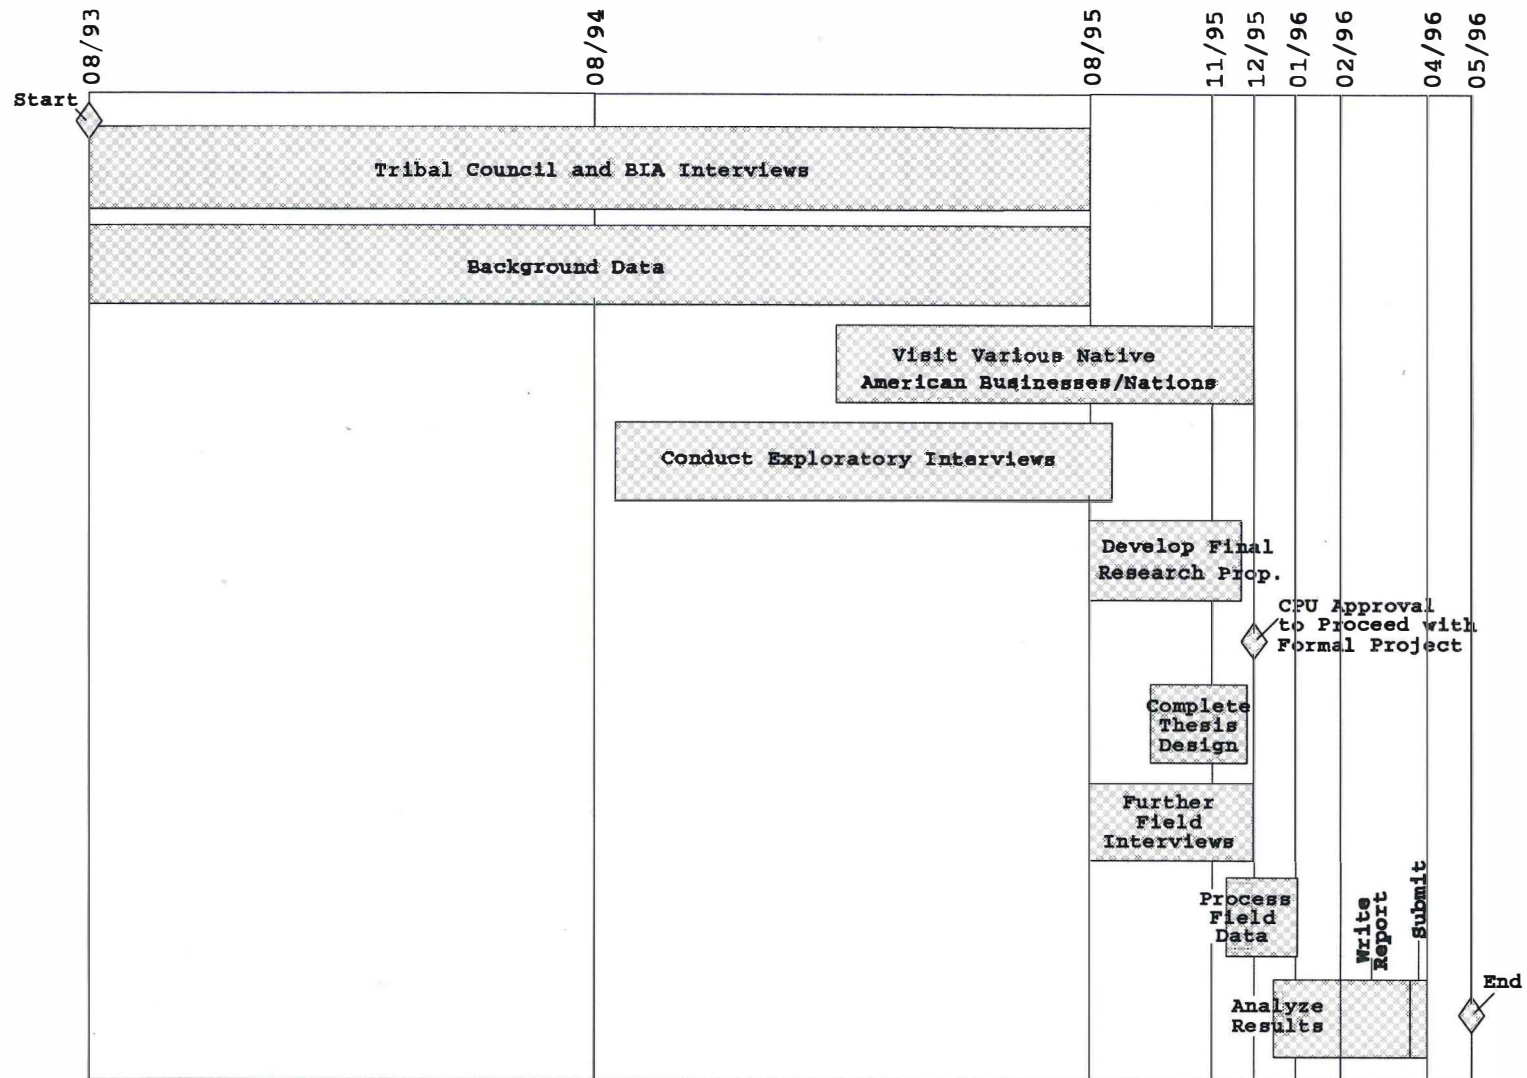 08/93
08/94
08/95
11/95
12/95
01/96
02/96
04/96
05/96
Start
Tribal Council and BIA Interviews
Background Data
Visit Various Native
American Businesses/Nations
Conduct Exploratory Interviews
Develop Final
Research Prop.
CPU Approval
to Proceed with
Formal Project
Complete
Thesis
Design
Further
Field
Interviews
Process
Field
Data
Write
Report
Submit
Analyze
Results
End